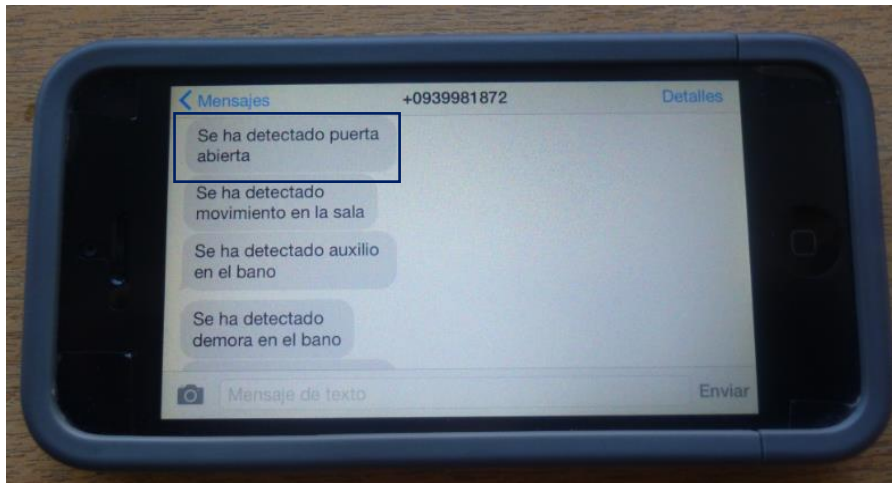 Mensajes +0939981872 Detalles
Se ha detectado puerta
abierta
Se ha detectado
movimiento en la sala
Se ha detectado auxilio
en el bano
Se ha detectado
demora en el bano
Mensaje de texto Enviar